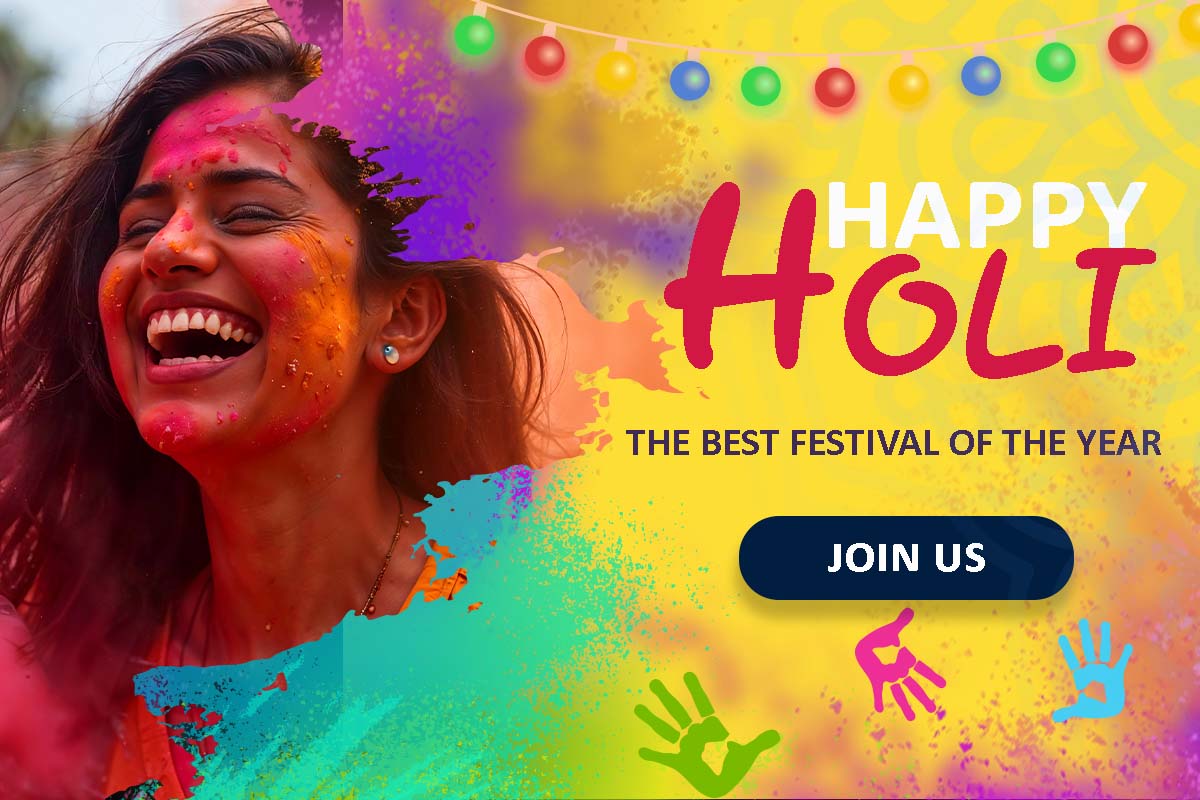 HAPPY
HOLI
THE BEST FESTIVAL OF THE YEAR
JOIN US